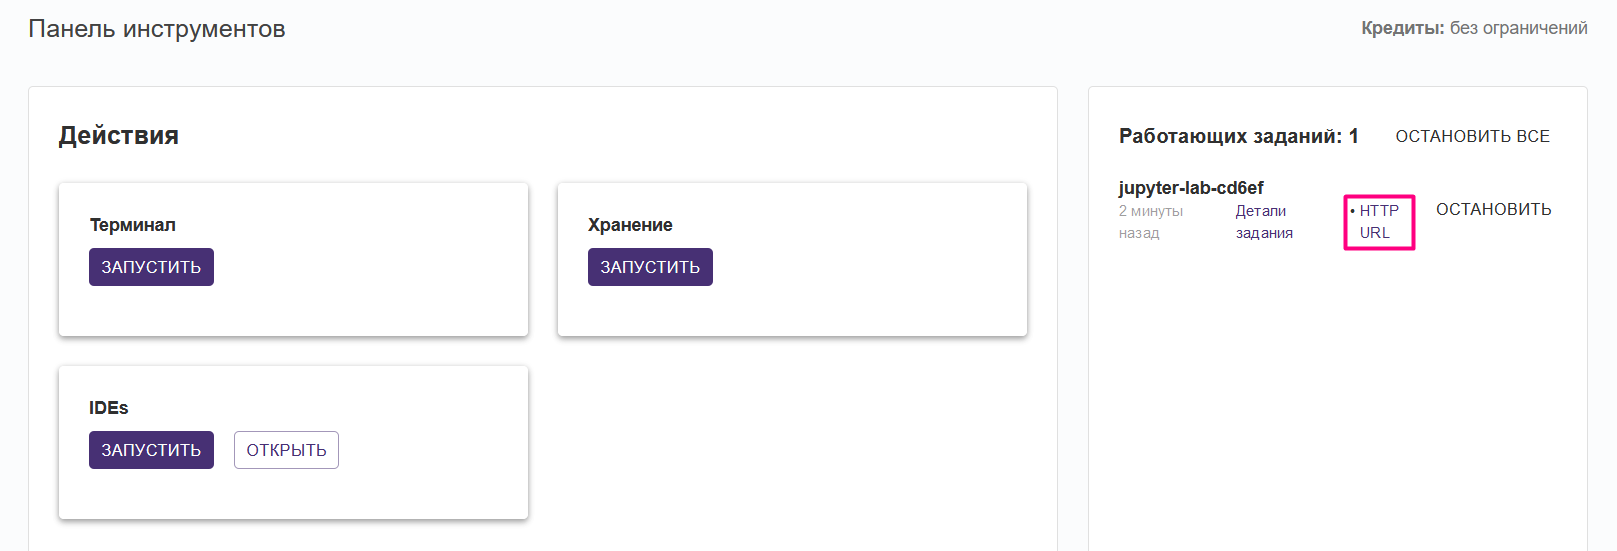 Панель инструментов
Кредиты: без ограничений
Действия
Терминал
ЗАПУСТИТЬ
Хранение
ЗАПУСТИТЬ
IDEs
ЗАПУСТИТЬ ОТКРЫТЬ
Работающих заданий: 1 ОСТАНОВИТЬ ВСЕ
jupyter-lab-cd6ef
2 минуты
назад
Детали
задания
• HTTP
URL
ОСТАНОВИТЬ